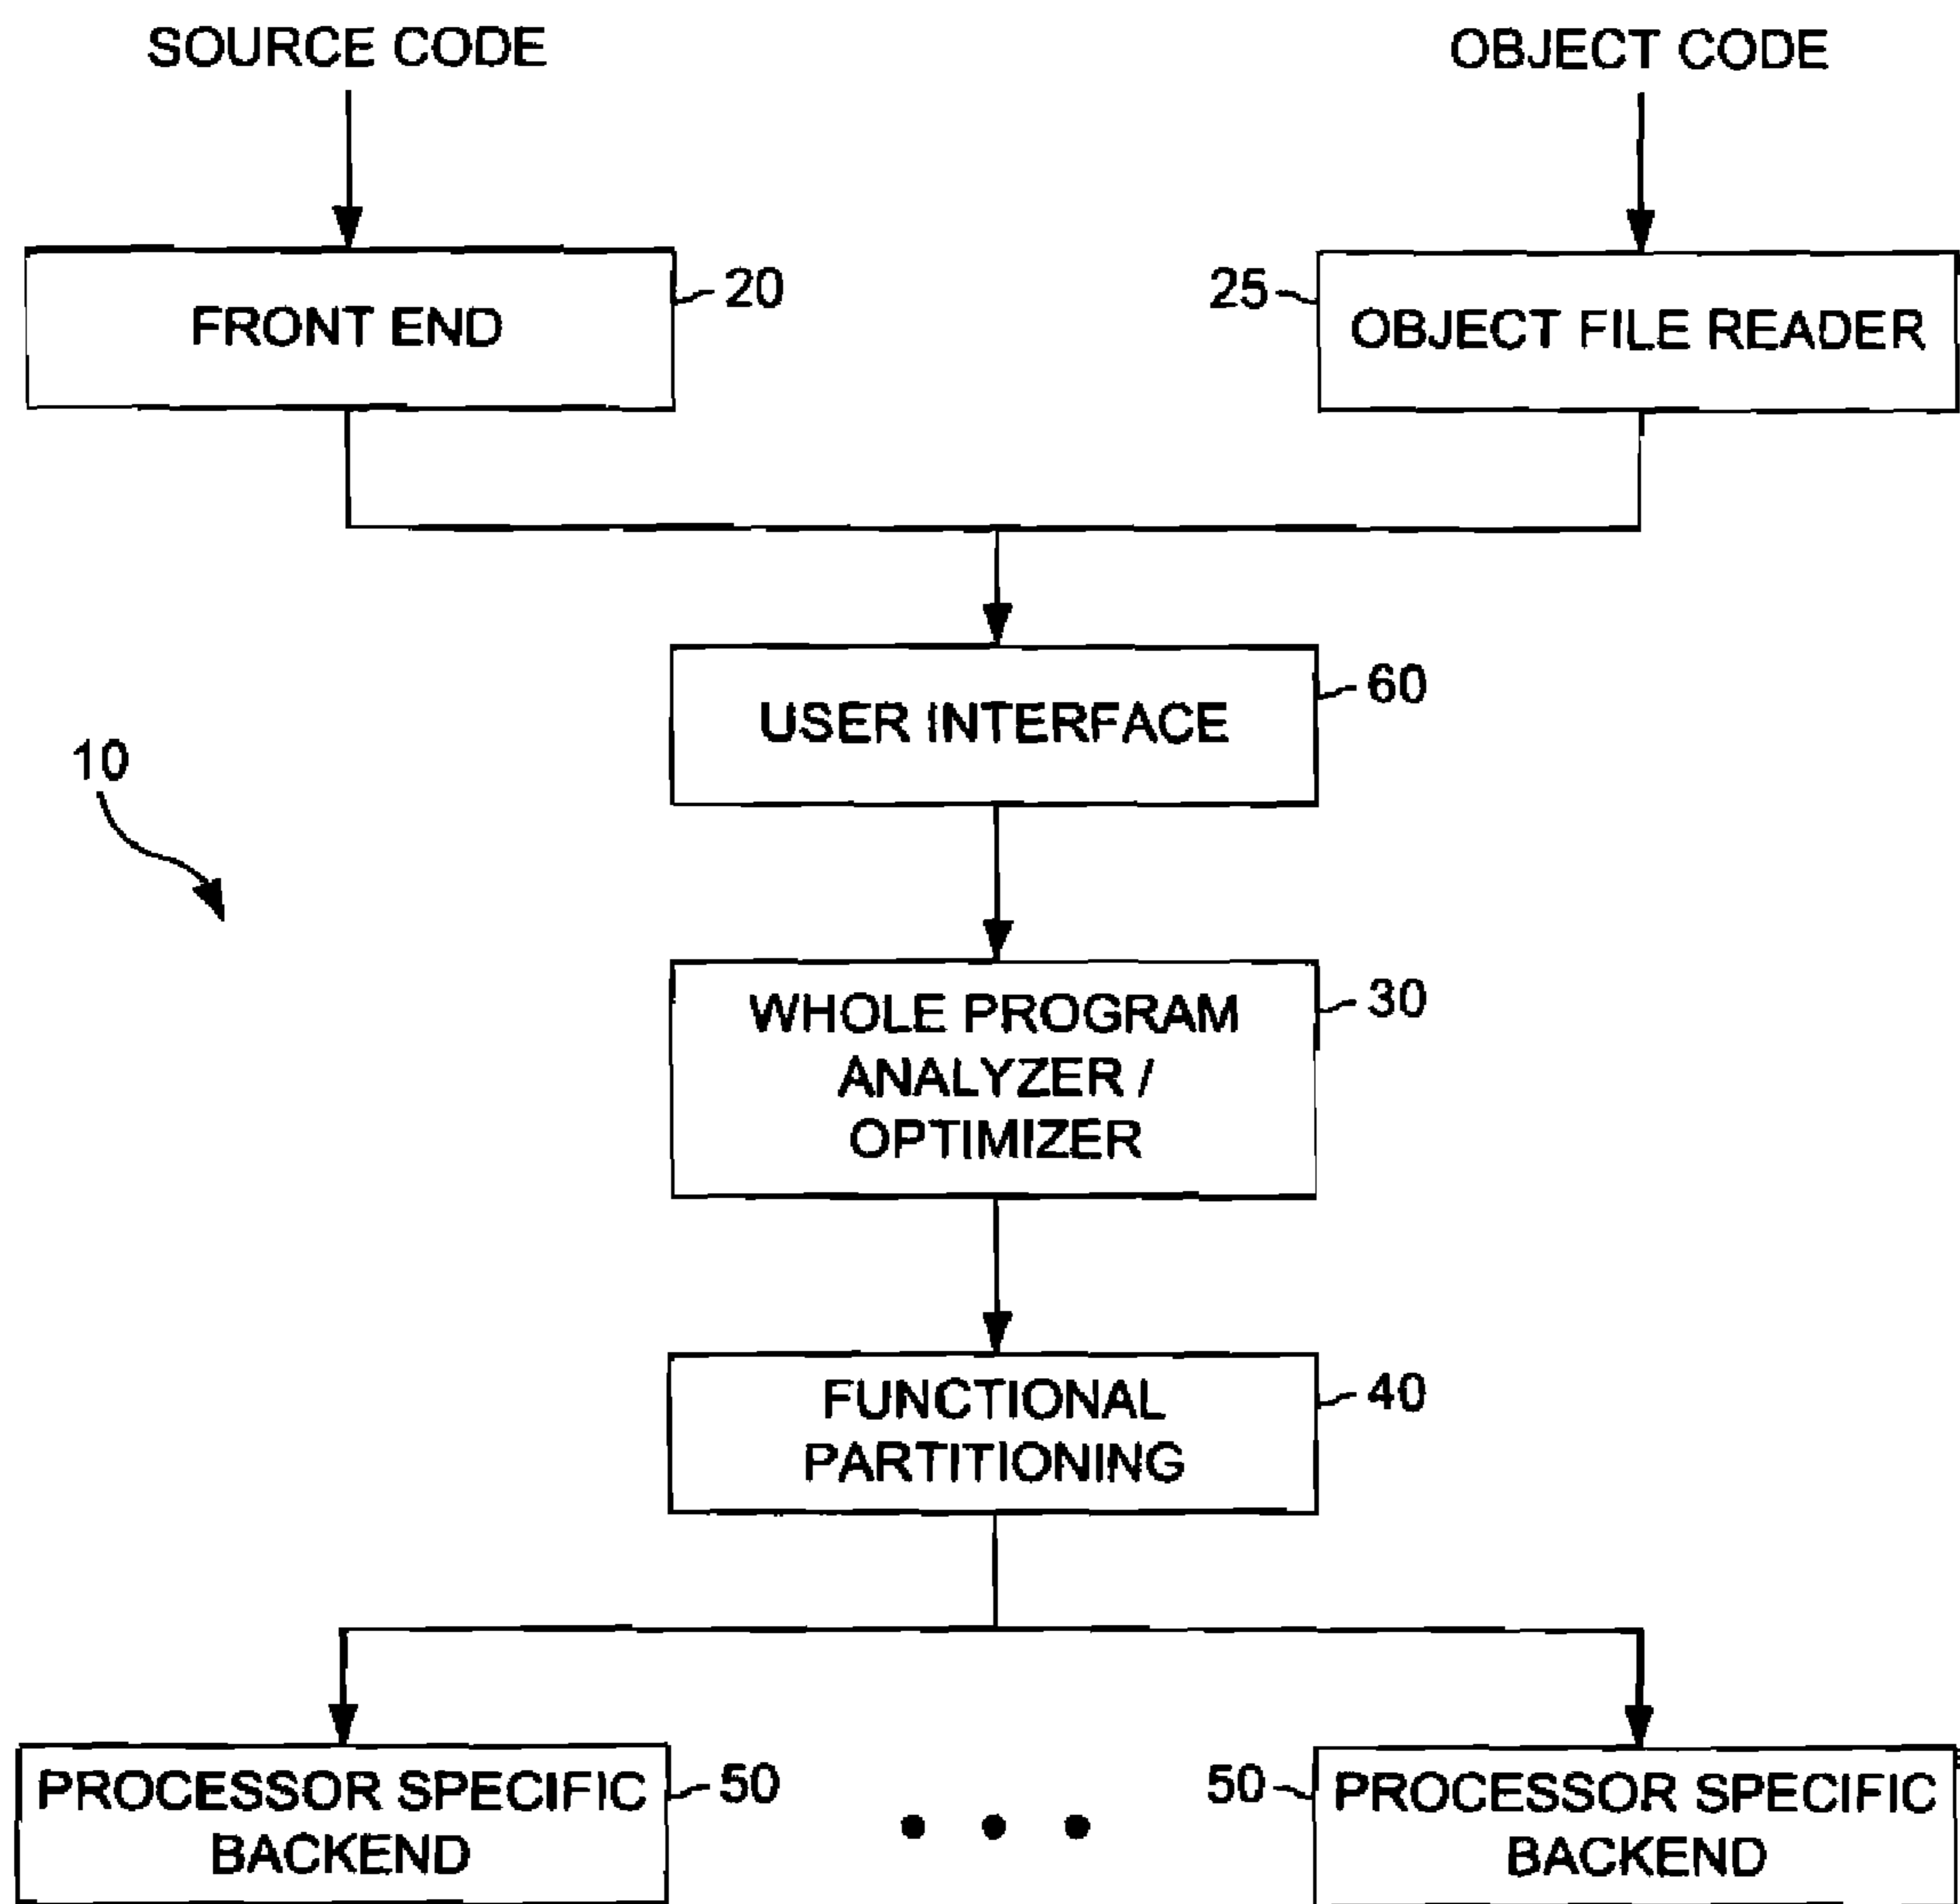 SOURCE CODE
OBJECT CODE
FRONT END
20
25
OBJECT FILE READER
USER INTERFACE
60
10
WHOLE PROGRAM
ANALYZER /
OPTIMIZER
30
FUNCTIONAL
PARTITIONING
40
PROCESSOR SPECIFIC
BACKEND
50
50
PROCESSOR SPECIFIC
BACKEND